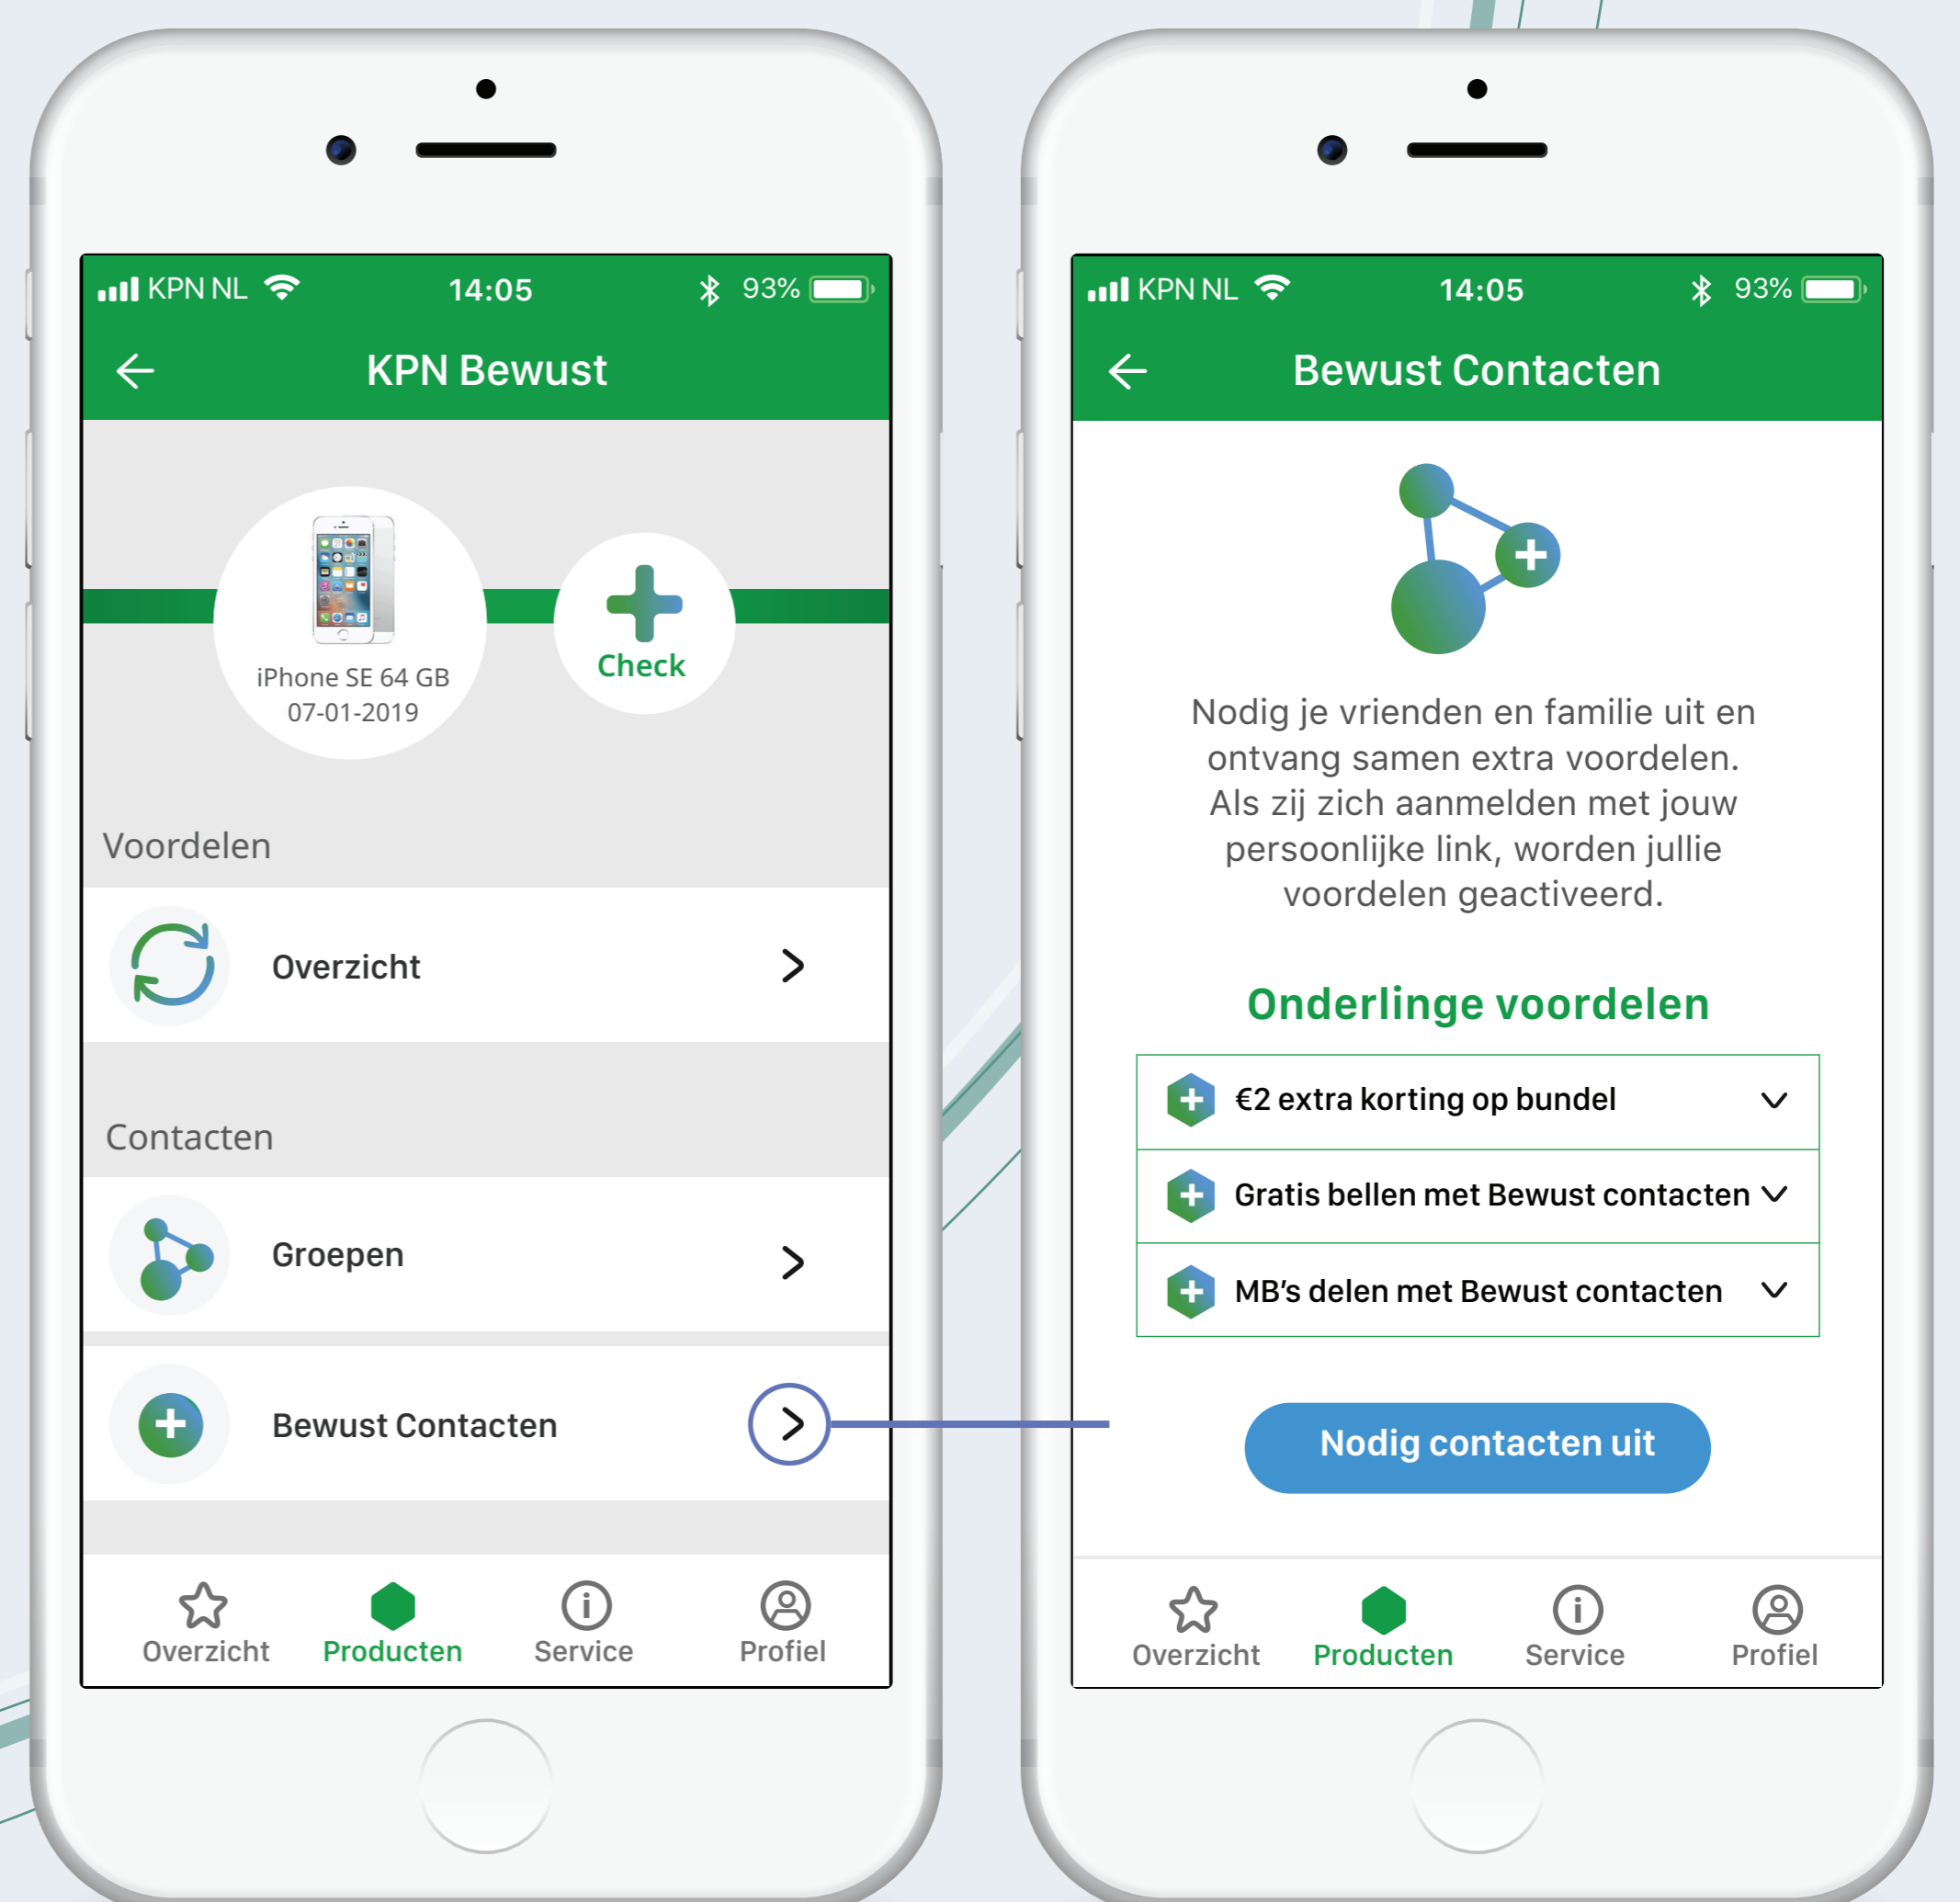 KPN NL 14:05 93%
KPN Bewust
iPhone SE 64 GB
07-01-2019
Check
Voordelen
Overzicht
Contacten
Groepen
Bewust Contacten
Overzicht Producten Service Profiel
KPN NL 14:05 93%
Bewust Contacten
Nodig je vrienden en familie uit en
ontvang samen extra voordelen.
Als zij zich aanmelden met jouw
persoonlijke link, worden jullie
voordelen geactiveerd.
Onderlinge voordelen
€2 extra korting op bundel
Gratis bellen met Bewust contacten
MB's delen met Bewust contacten
Nodig contacten uit
Overzicht Producten Service Profiel